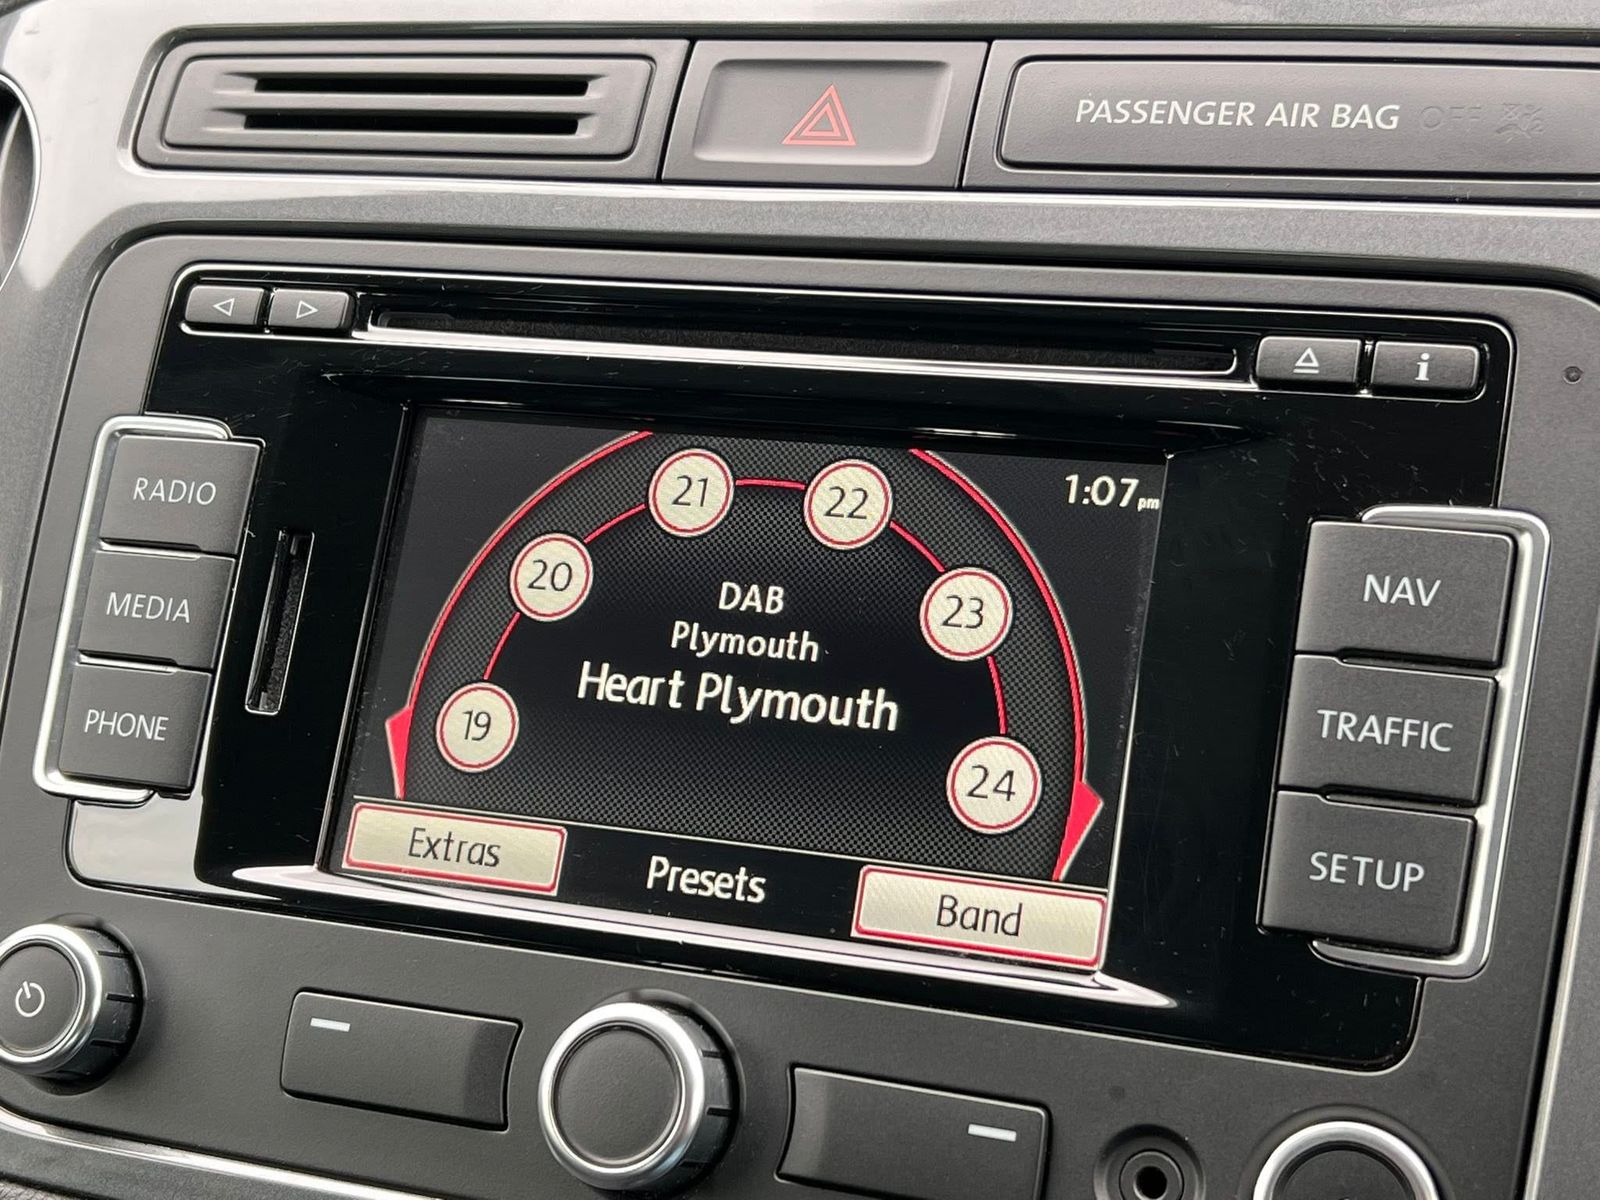 PASSENGER AIR BAG OFF
i
RADIO
MEDIA
PHONE
1:07pm
19
20
21
22
23
24
DAB
Plymouth
Heart Plymouth
Extras
Presets
Band
NAV
TRAFFIC
SETUP